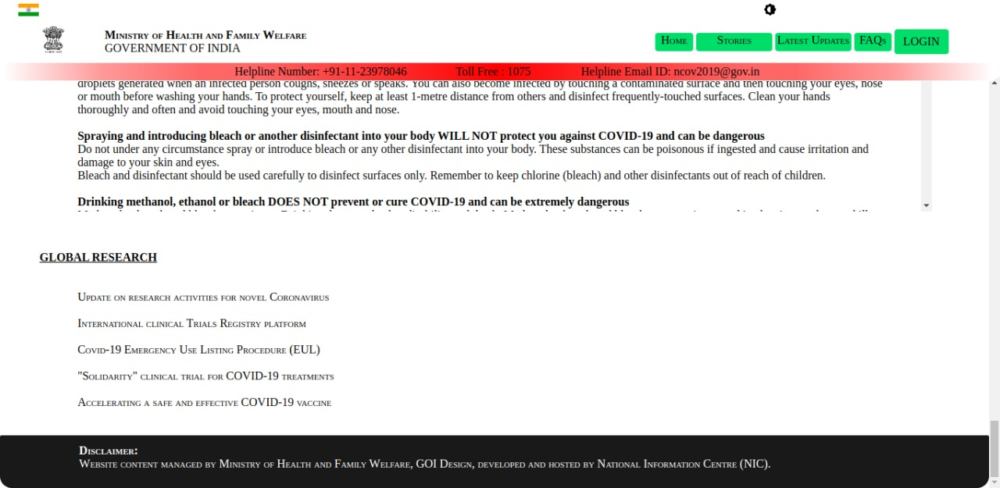 Ministry of Health and Family Welfare
GOVERNMENT OF INDIA
Home Stories Latest Updates FAQs LOGIN
Helpline Number: +91-11-23978046 Toll Free : 1075 Helpline Email ID: ncov2019@gov.in
droplets generated when an infected person coughs, sneezes or speaks. You can also become infected by touching a contaminated surface and then touching your eyes, nose
or mouth before washing your hands. To protect yourself, keep at least 1-metre distance from others and disinfect frequently-touched surfaces. Clean your hands
thoroughly and often and avoid touching your eyes, mouth and nose.
Spraying and introducing bleach or another disinfectant into your body WILL NOT protect you against COVID-19 and can be dangerous
Do not under any circumstance spray or introduce bleach or any other disinfectant into your body. These substances can be poisonous if ingested and cause irritation and
damage to your skin and eyes.
Bleach and disinfectant should be used carefully to disinfect surfaces only. Remember to keep chlorine (bleach) and other disinfectants out of reach of children.
Drinking methanol, ethanol or bleach DOES NOT prevent or cure COVID-19 and can be extremely dangerous
GLOBAL RESEARCH
Update on research activities for novel Coronavirus
International clinical Trials Registry platform
Covid-19 Emergency Use Listing Procedure (EUL)
"Solidarity" clinical trial for COVID-19 treatments
Accelerating a safe and effective COVID-19 vaccine
Disclaimer:
Website content managed by Ministry of Health and Family Welfare, GOI Design, developed and hosted by National Information Centre (NIC).